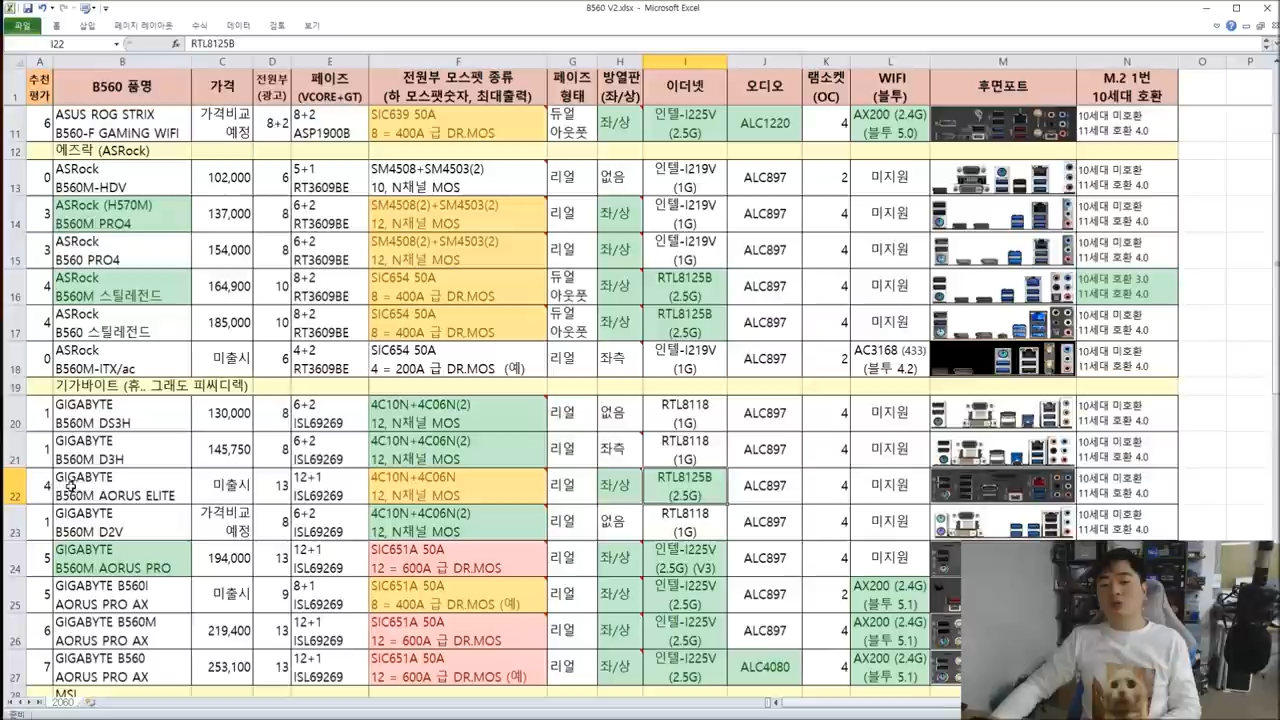 B560 V2.xlsx - Microsoft Excel
파일 홈 삽입 페이지 레이아웃 수식 데이터 검토 보기
I22 fx RTL8125B
A B C D E F G H I J K L M N O P
1 추천 평가 B560 품명 가격 전원부 (광고) 페이즈 (VCORE+GT) 전원부 모스펫 종류 (하 모스펫숫자, 최대출력) 페이즈 형태 방열판 (좌/상) 이더넷 오디오 램소켓 (OC) WIFI (블투) 후면포트 M.2 1번 10세대 호환
11 6 ASUS ROG STRIX B560-F GAMING WIFI 가격비교 예정 8+2 8+2 ASP1900B SIC639 50A 8 = 400A 급 DR.MOS 듀얼 아웃풋 좌/상 인텔-I225V (2.5G) ALC1220 4 AX200 (2.4G) (블투 5.0) 10세대 미호환 11세대 4.0
12 에즈락 (ASRock)
13 0 ASRock B560M-HDV 102,000 6 5+1 RT3609BE SM4508+SM4503(2) 10, N채널 MOS 리얼 없음 인텔-I219V (1G) ALC897 2 미지원 10세대 미호환 11세대 4.0
14 3 ASRock (H570M) B560M PRO4 137,000 8 6+2 RT3609BE SM4508(2)+SM4503(2) 12, N채널 MOS 리얼 좌/상 인텔-I219V (1G) ALC897 4 미지원 10세대 미호환 11세대 4.0
15 3 ASRock B560 PRO4 154,000 8 6+2 RT3609BE SM4508(2)+SM4503(2) 12, N채널 MOS 리얼 좌/상 인텔-I219V (1G) ALC897 4 미지원 10세대 미호환 11세대 4.0
16 4 ASRock B560M 스틸레전드 164,900 10 8+2 RT3609BE SIC654 50A 8 = 400A 급 DR.MOS 듀얼 아웃풋 좌/상 RTL8125B (2.5G) ALC897 4 미지원 10세대 3.0 11세대 4.0
17 4 ASRock B560 스틸레전드 185,000 10 8+2 RT3609BE SIC654 50A 8 = 400A 급 DR.MOS 듀얼 아웃풋 좌/상 RTL8125B (2.5G) ALC897 4 미지원 10세대 미호환 11세대 4.0
18 0 ASRock B560M-ITX/ac 미출시 6 4+2 RT3609BE SIC654 50A 4 = 200A 급 DR.MOS (예) 리얼 좌측 인텔-I219V (1G) ALC897 2 AC3168 (433) (블투 4.2) 10세대 미호환 11세대 4.0
19 기가바이트 (휴.. 그래도 피씨디렉)
20 1 GIGABYTE B560M DS3H 130,000 8 6+2 ISL69269 4C10N+4C06N(2) 12, N채널 MOS 리얼 없음 RTL8118 (1G) ALC897 4 미지원 10세대 미호환 11세대 4.0
21 1 GIGABYTE B560M D3H 145,750 8 6+2 ISL69269 4C10N+4C06N(2) 12, N채널 MOS 리얼 좌측 RTL8118 (1G) ALC897 4 미지원 10세대 미호환 11세대 4.0
22 4 GIGABYTE B560M AORUS ELITE 미출시 13 12+1 ISL69269 4C10N+4C06N 12, N채널 MOS 리얼 좌/상 RTL8125B (2.5G) ALC897 4 미지원 10세대 미호환 11세대 4.0
23 1 GIGABYTE B560M D2V 가격비교 예정 8 6+2 ISL69269 4C10N+4C06N(2) 12, N채널 MOS 리얼 없음 RTL8118 (1G) ALC897 4 미지원 10세대 미호환 11세대 4.0
24 5 GIGABYTE B560M AORUS PRO 194,000 13 12+1 ISL69269 SIC651A 50A 12 = 600A 급 DR.MOS 리얼 좌/상 인텔-I225V (2.5G) (V3) ALC897 4 미지원
25 5 GIGABYTE B560I AORUS PRO AX 미출시 9 8+1 ISL69269 SIC651A 50A 8 = 400A 급 DR.MOS (예) 리얼 좌/상 인텔-I225V (2.5G) ALC897 2 AX200 (2.4G) (블투 5.1)
26 6 GIGABYTE B560M AORUS PRO AX 219,400 13 12+1 ISL69269 SIC651A 50A 12 = 600A 급 DR.MOS 리얼 좌/상 인텔-I225V (2.5G) ALC897 4 AX200 (2.4G) (블투 5.1)
27 7 GIGABYTE B560 AORUS PRO AX 253,100 13 12+1 ISL69269 SIC651A 50A 12 = 600A 급 DR.MOS (예) 리얼 좌/상 인텔-I225V (2.5G) ALC4080 4 AX200 (2.4G) (블투 5.1)
28 MSI
2060
준비